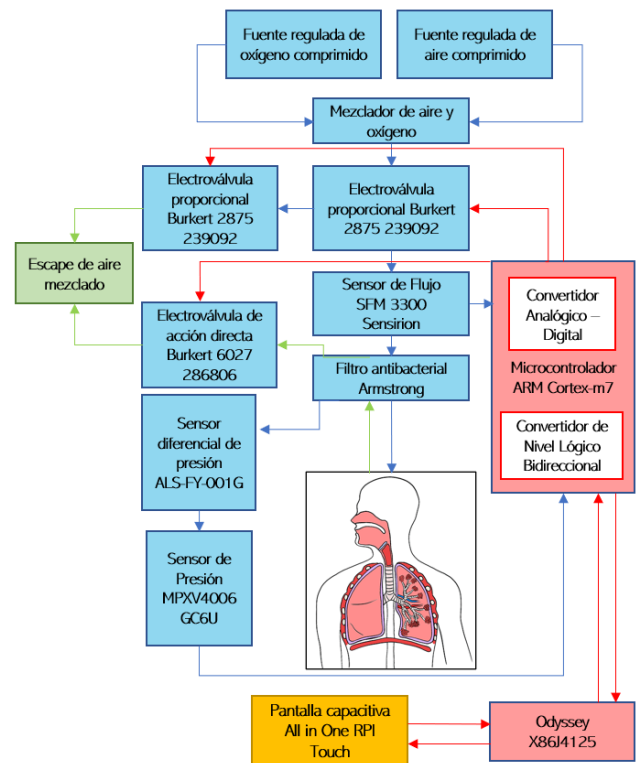 Fuente regulada de
oxígeno comprimido
Fuente regulada de
aire comprimido
Mezclador de aire y
oxígeno
Electroválvula
proporcional Burkert
2875
239092
Electroválvula
proporcional Burkert
2875 239092
Escape de aire
mezclado
Sensor de Flujo
SFM 3300
Sensirion
Convertidor
Analógico –
Digital
Electroválvula de
acción directa
Burkert 6027
286806
Filtro antibacterial
Armstrong
Microcontrolador
ARM Cortex-m7
Convertidor de
Nivel Lógico
Bidireccional
Sensor
diferencial de
presión
ALS-FY-001G
Sensor de
Presión
MPXV4006
GC6U
Pantalla capacitiva
All in One RPI
Touch
Odyssey
X86J4125